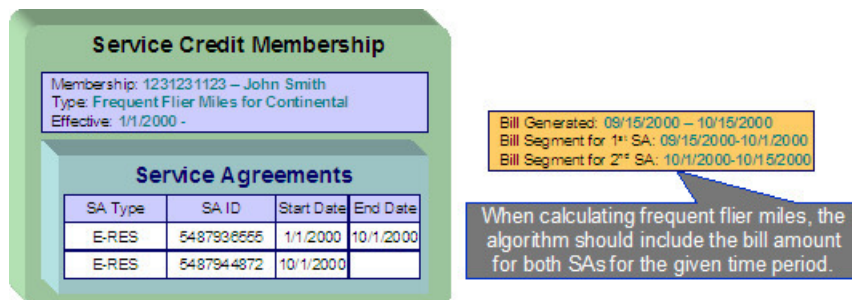 Service Credit Membership
Membership: 1231231123 – John Smith
Type: Frequent Flier Miles for Continental
Effective: 1/1/2000 -
Service Agreements
SA Type SA ID Start Date End Date
E-RES 5487936555 1/1/2000 10/1/2000
E-RES 5487944872 10/1/2000
Bill Generated: 09/15/2000 – 10/15/2000
Bill Segment for 1st SA: 09/15/2000-10/1/2000
Bill Segment for 2nd SA: 10/1/2000-10/15/2000
When calculating frequent flier miles, the
algorithm should include the bill amount
for both SAs for the given time period.